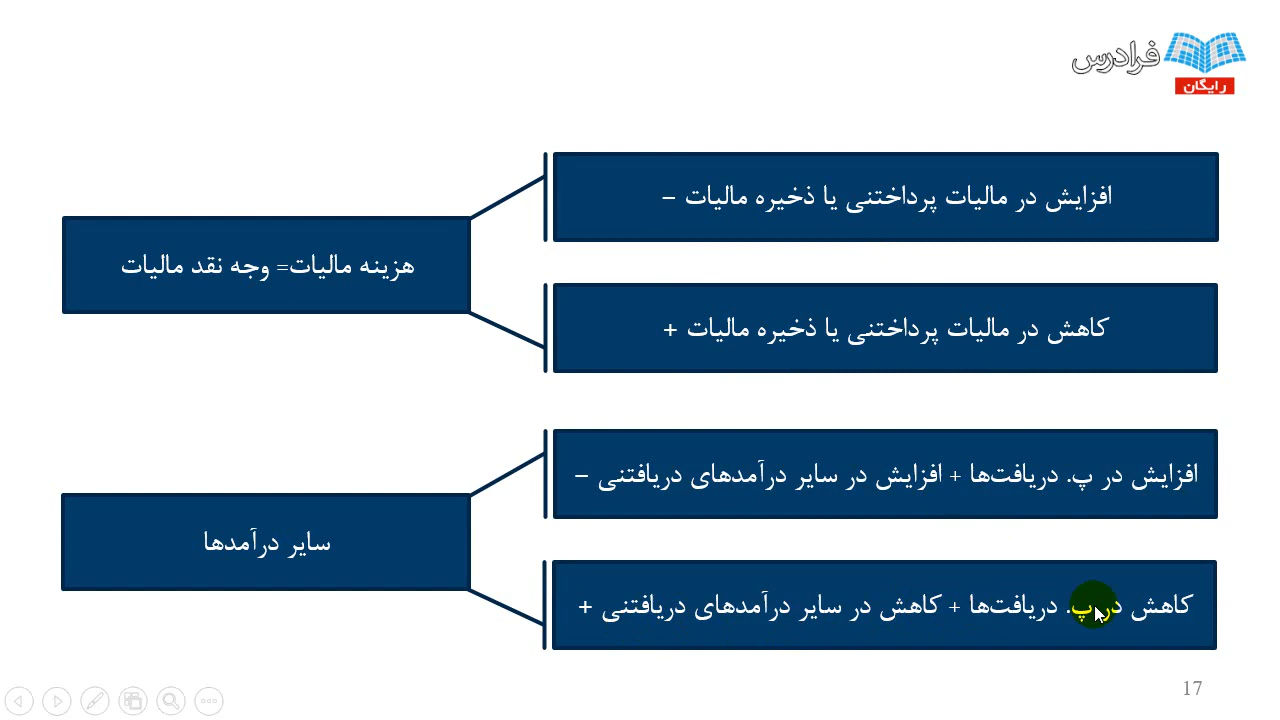 فرادرس
رایگان
افزایش در مالیات پرداختنی یا ذخیره مالیات –
هزینه مالیات= وجه نقد مالیات
کاهش در مالیات پرداختنی یا ذخیره مالیات +
افزایش در پ. دریافت‌ها + افزایش در سایر درآمدهای دریافتنی –
سایر درآمدها
کاهش در پ. دریافت‌ها + کاهش در سایر درآمدهای دریافتنی +
17